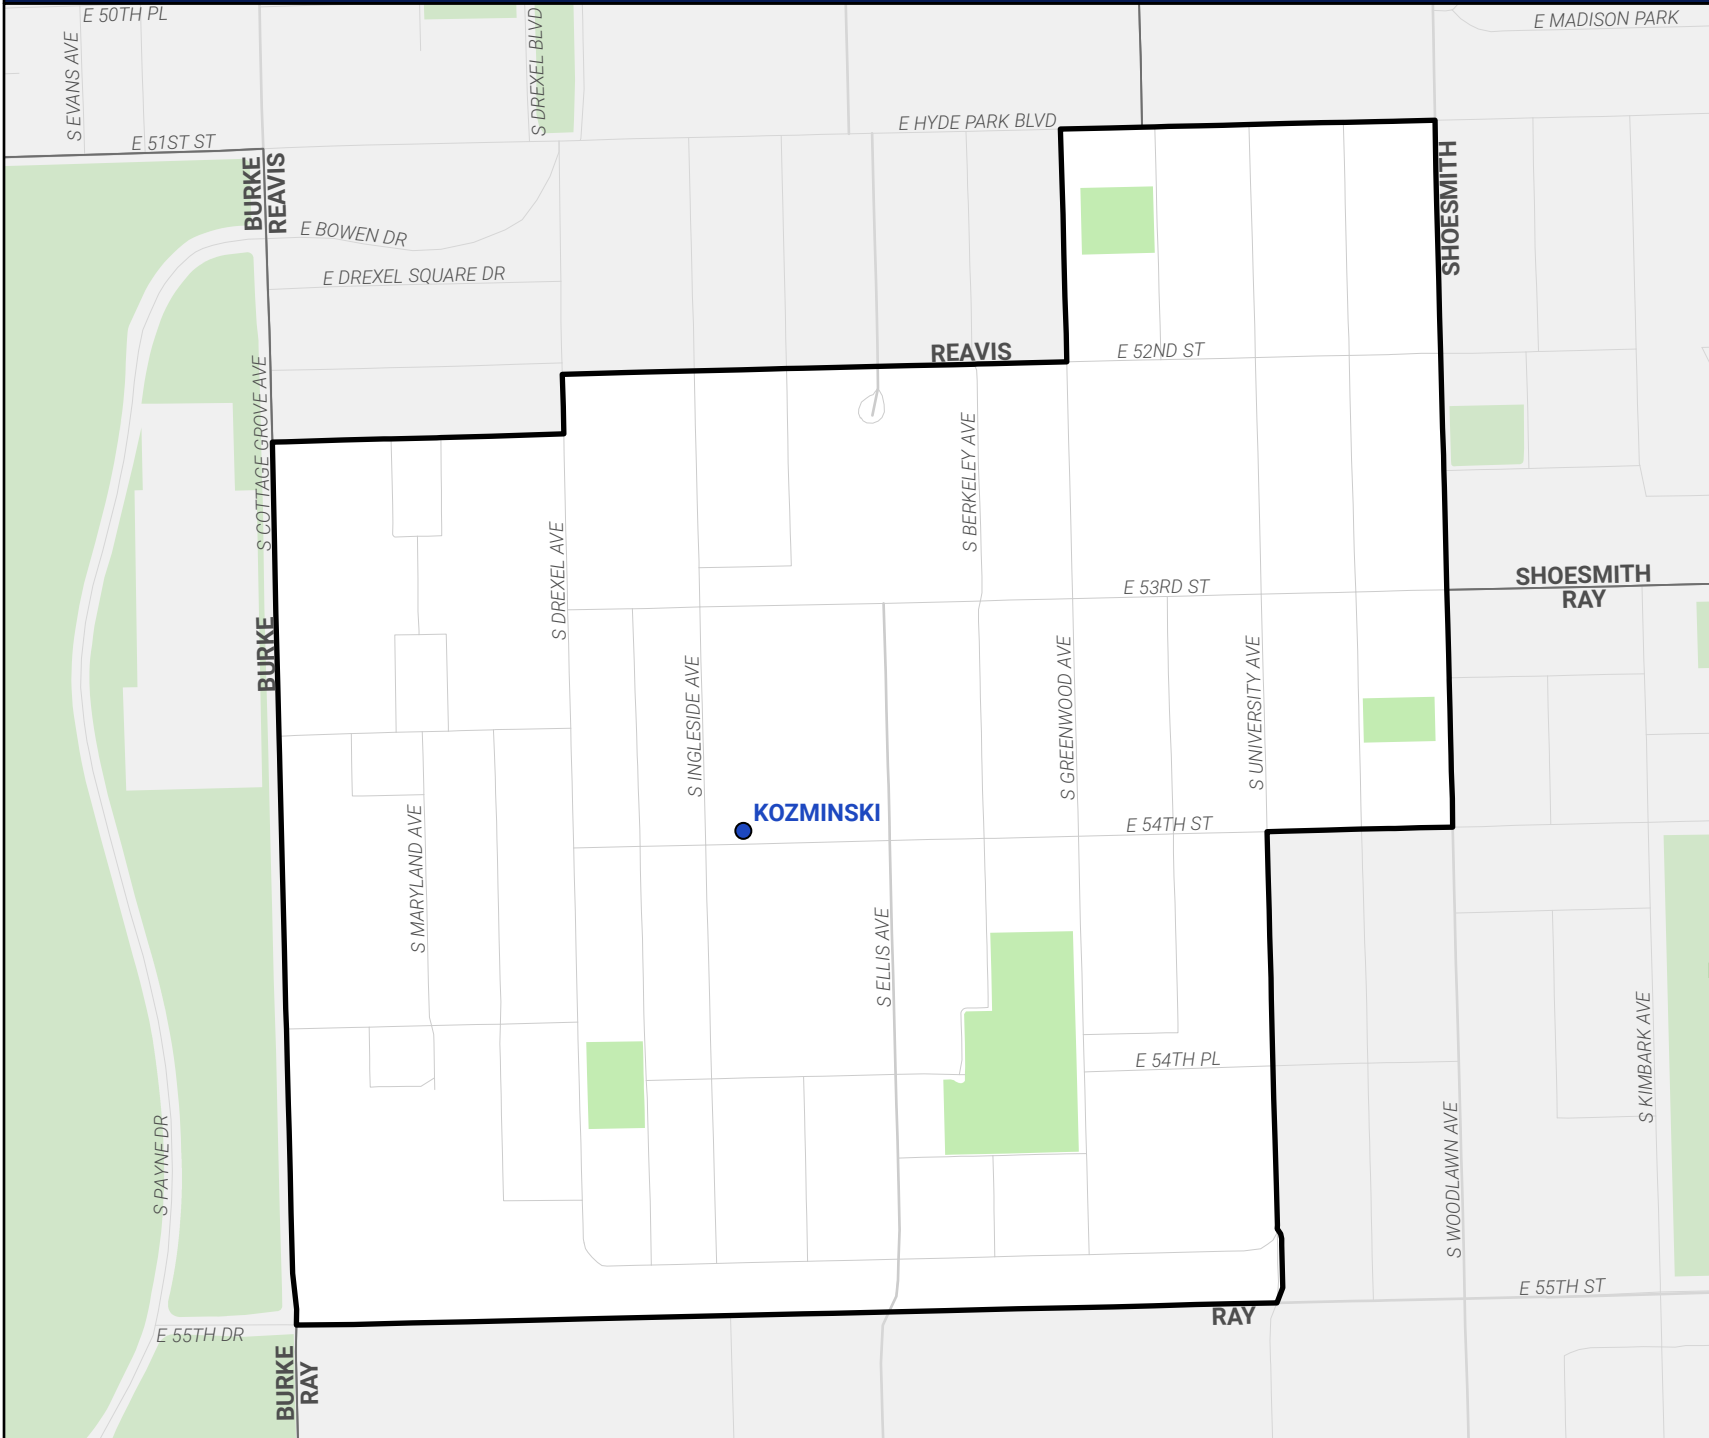 E 50TH PL
E MADISON PARK
S EVANS AVE
S DREXEL BLVD
E HYDE PARK BLVD
E 51ST ST
BURKE
REAVIS
SHOESMITH
E BOWEN DR
E DREXEL SQUARE DR
REAVIS
E 52ND ST
S COTTAGE GROVE AVE
S BERKELEY AVE
S DREXEL AVE
E 53RD ST
SHOESMITH
RAY
BURKE
S INGLESIDE AVE
S GREENWOOD AVE
S UNIVERSITY AVE
KOZMINSKI
E 54TH ST
S MARYLAND AVE
S ELLIS AVE
E 54TH PL
S KIMBARK AVE
S PAYNE DR
S WOODLAWN AVE
E 55TH ST
RAY
E 55TH DR
BURKE
RAY